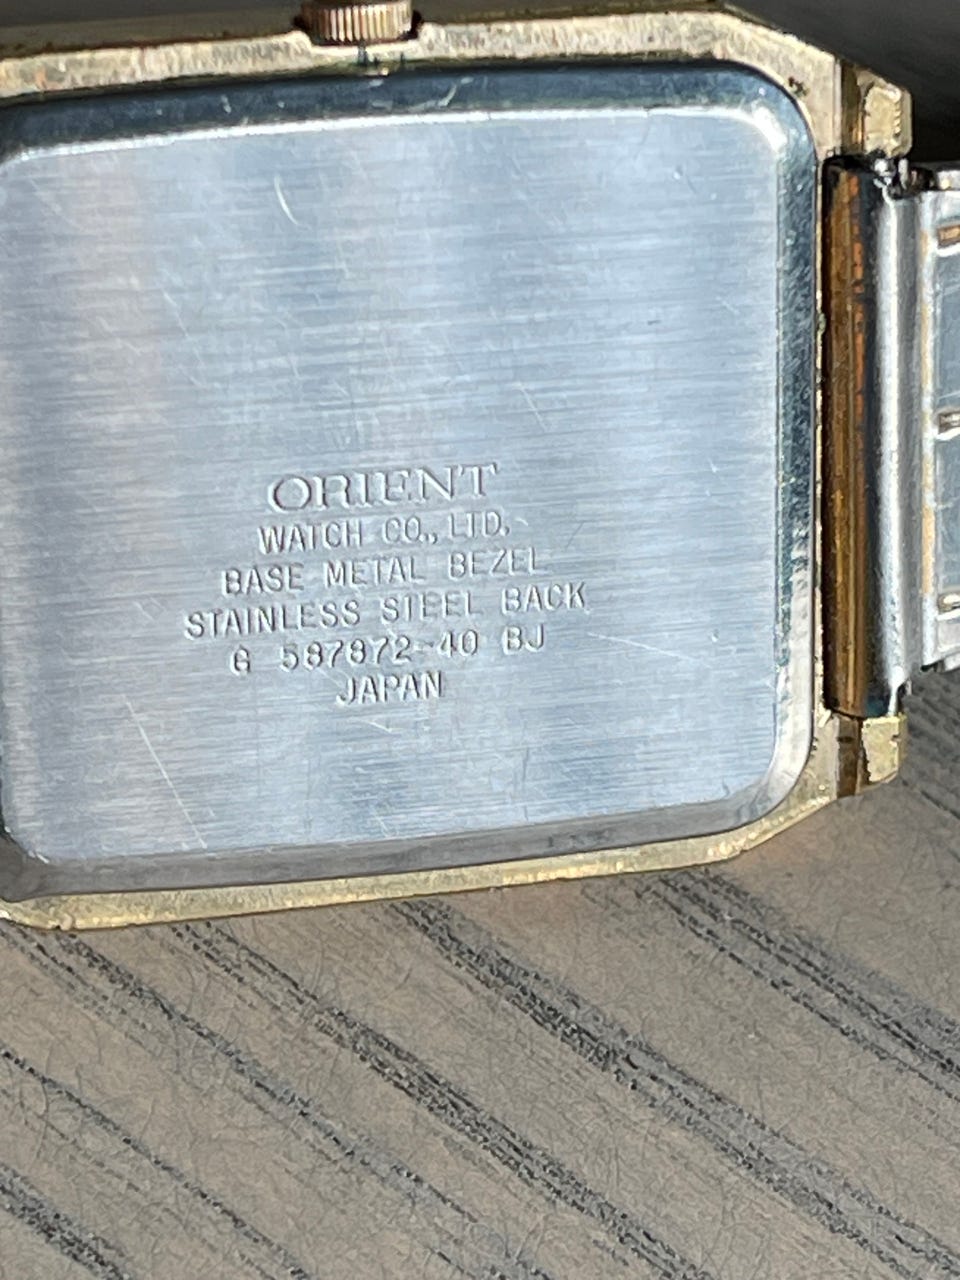 ORIENT
WATCH CO., LTD.
BASE METAL BEZEL
STAINLESS STEEL BACK
G 587872-40 BJ
JAPAN